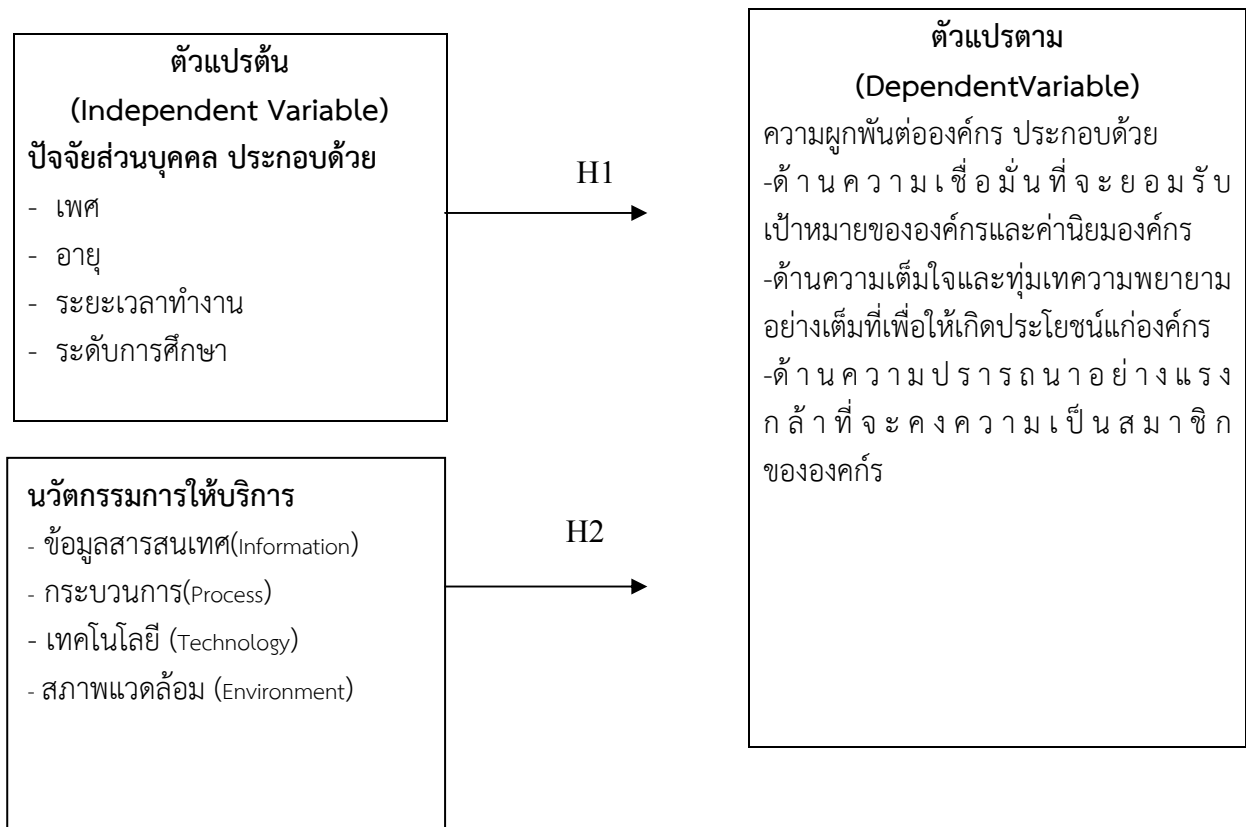 ตัวแปรต้น
(Independent Variable)
ปัจจัยส่วนบุคคล ประกอบด้วย
- เพศ
- อายุ
- ระยะเวลาทำงาน
- ระดับการศึกษา
H1
นวัตกรรมการให้บริการ
- ข้อมูลสารสนเทศ(Information)
- กระบวนการ(Process)
- เทคโนโลยี (Technology)
- สภาพแวดล้อม (Environment)
H2
ตัวแปรตาม
(DependentVariable)
ความผูกพันต่อองค์กร ประกอบด้วย
-ด้านความเชื่อมั่นที่จะยอมรับ
เป้าหมายขององค์กรและค่านิยมองค์กร
-ด้านความเต็มใจและทุ่มเทความพยายาม
อย่างเต็มที่เพื่อให้เกิดประโยชน์แก่องค์กร
-ด้านความปรารถนาอย่างแรง
กล้าที่จะคงความเป็นสมาชิก
ขององคก์ร